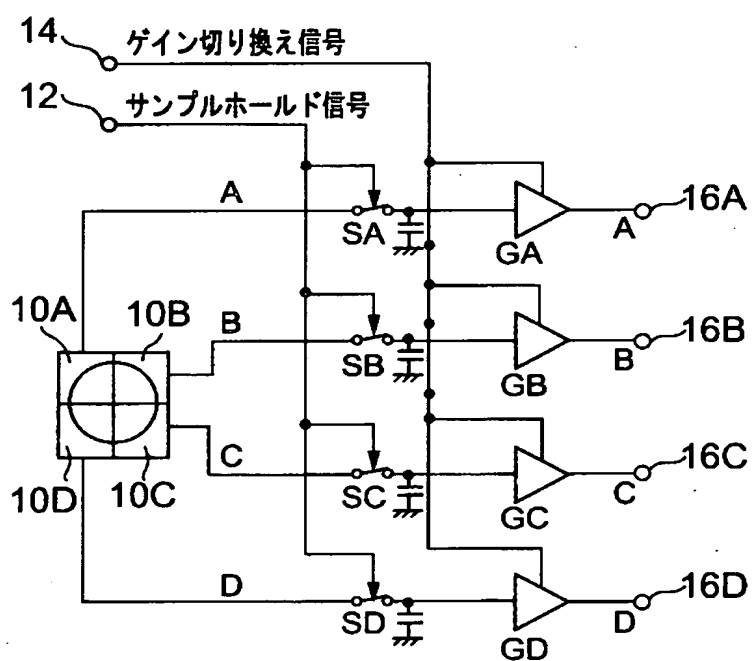 14 ゲイン切り換え信号
12 サンプルホールド信号
A SA GA A 16A
10A 10B B SB GB B 16B
10D 10C C SC GC C 16C
D SD GD D 16D